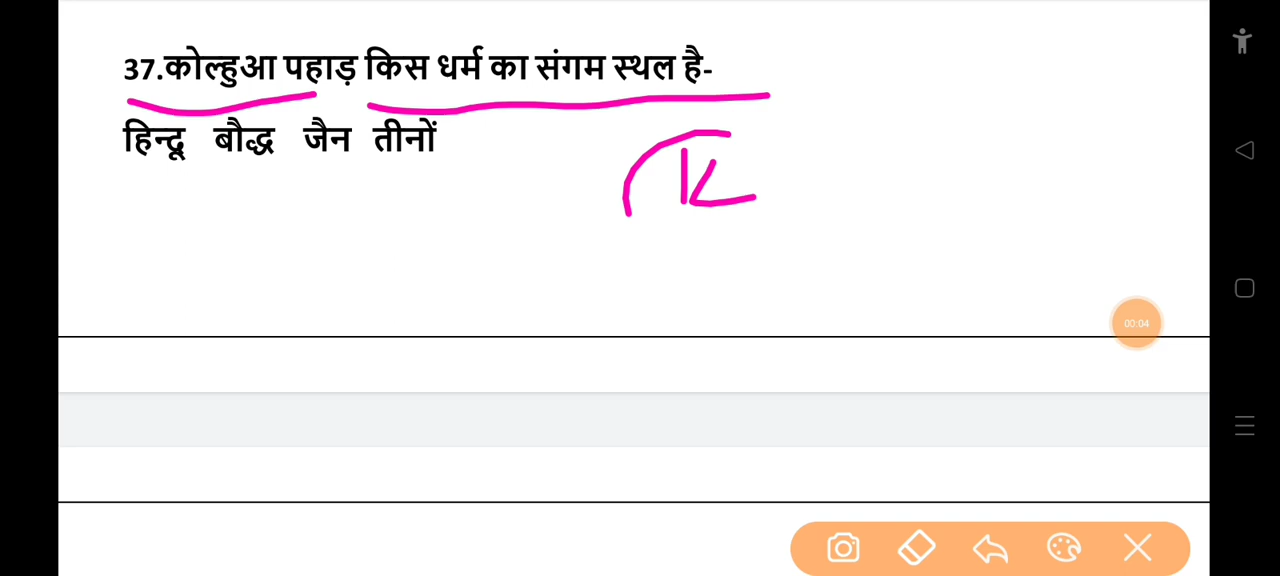 37.कोल्हुआ पहाड़ किस धर्म का संगम स्थल है-
हिन्दू बौद्ध जैन तीनों
00:04